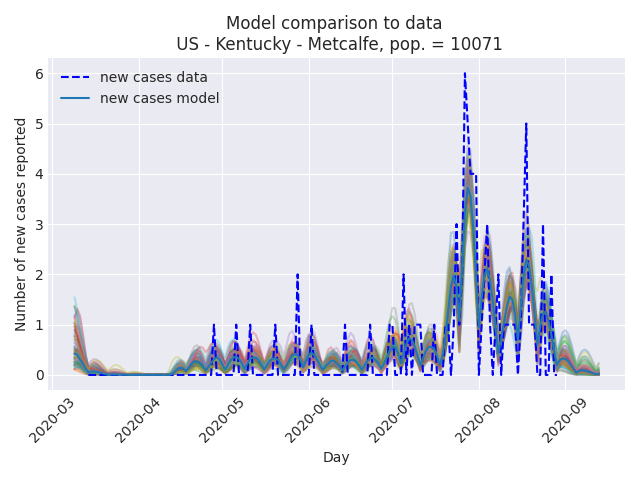 Model comparison to data
US - Kentucky - Metcalfe, pop. = 10071
new cases data
new cases model
Number of new cases reported
6
5
4
3
2
1
0
2020-03
2020-04
2020-05
2020-06
2020-07
2020-08
2020-09
Day